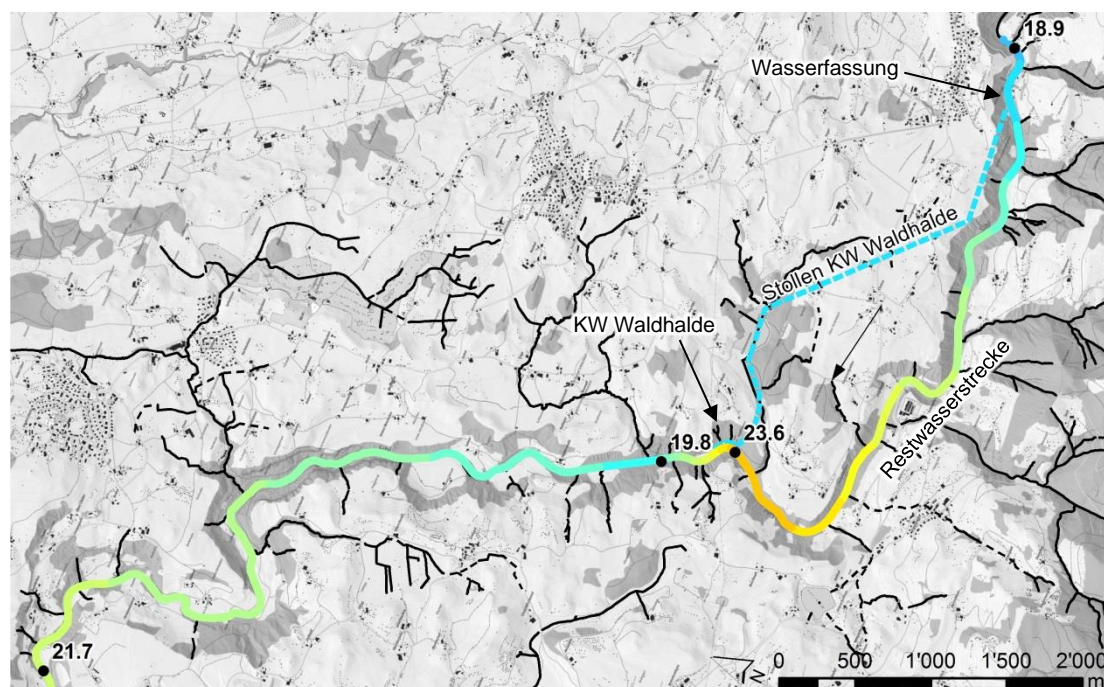 18.9
Wasserfassung
Stollen KW Waldhalde
KW Waldhalde
Restwasserstrecke
19.8
23.6
21.7
N
0 500 1'000 1'500 2'000
m